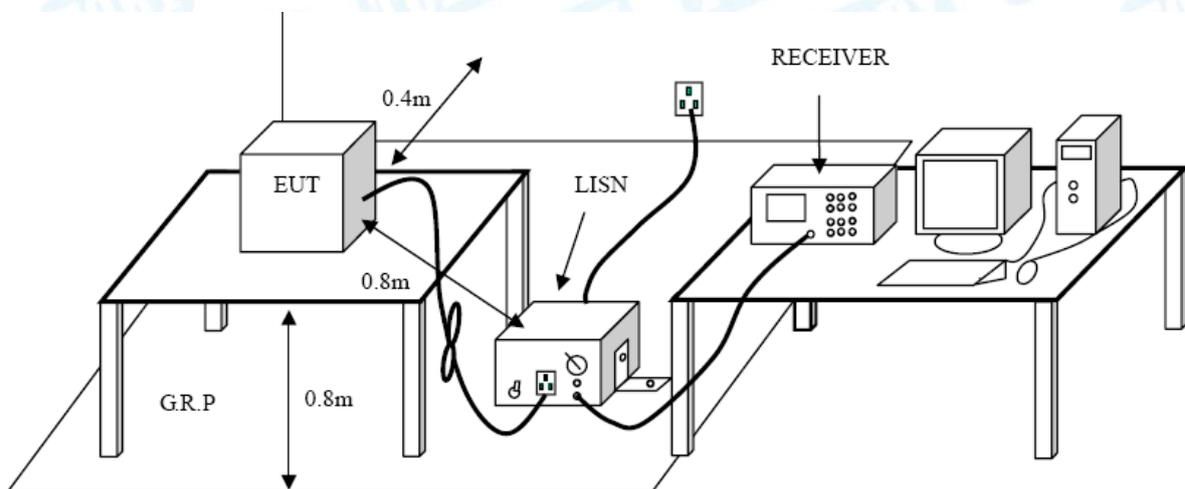 RECEIVER
0.4m
EUT
LISN
0.8m
G.R.P
0.8m